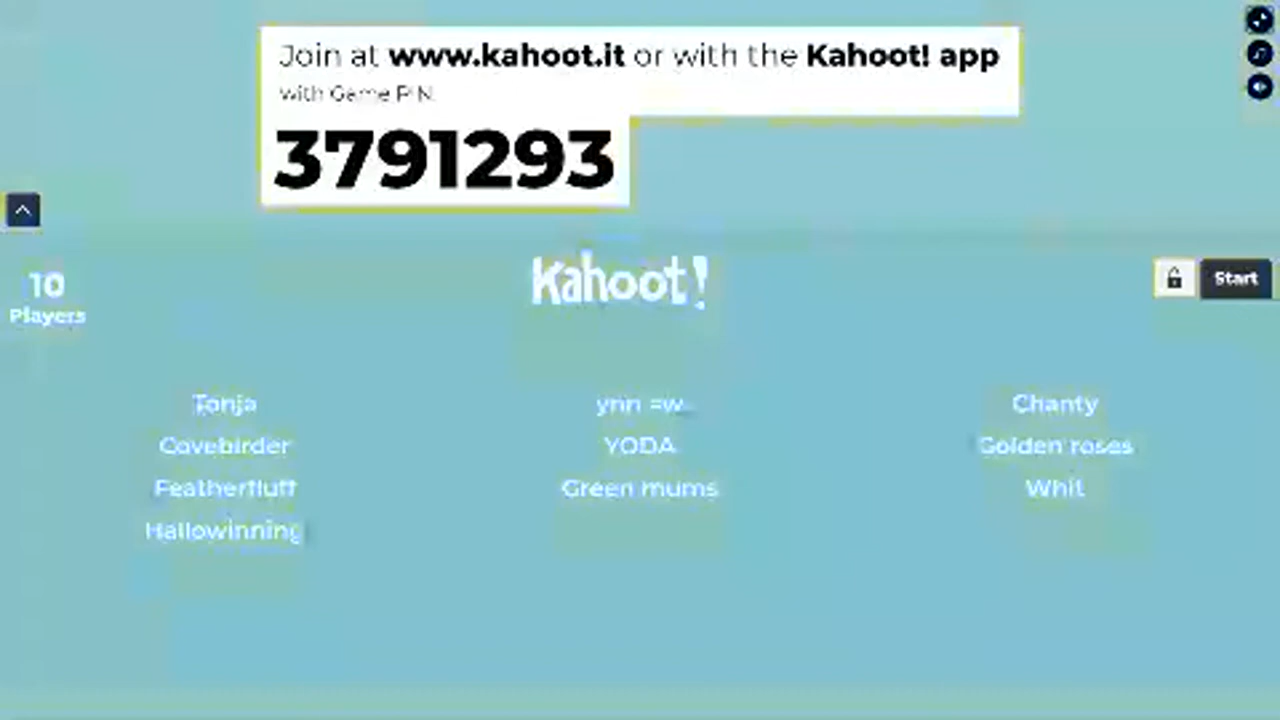 Join at www.kahoot.it or with the Kahoot! app
with Game PIN:
3791293
10
Players
Kahoot!
Start
Tonja
ynn =w
Chanty
Covebirder
YODA
Golden roses
Featherfluff
Green mums
Whit
Hallowinning